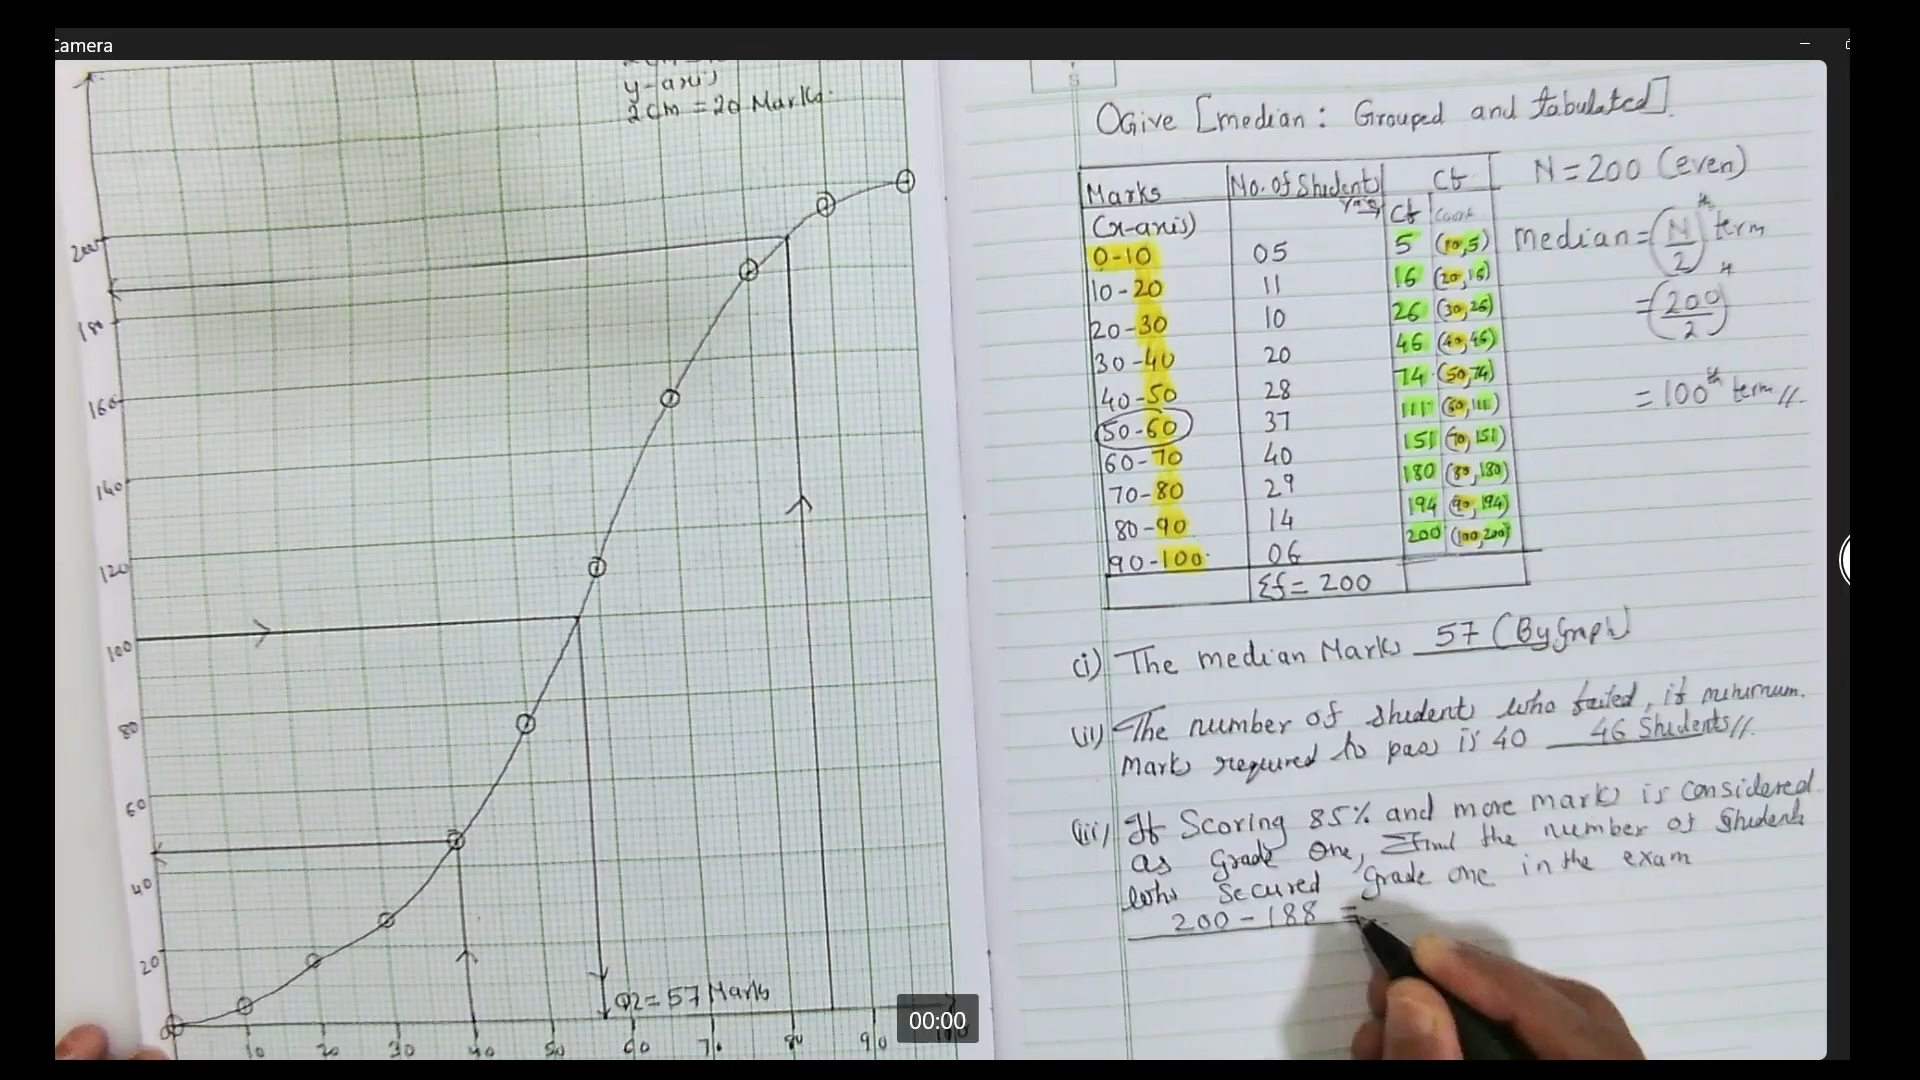 Camera
y-axis
2cm = 20 Marks.
200
180
160
140
120
100
80
60
40
20
10 20 30 40 50 60 70 80 90
Q2 = 57 Marks
00:00
OGive [median : Grouped and tabulated].
Marks No. of Students Cf
(x-axis) Cf
0-10 05 5 (10,5)
10-20 11 16 (20,16)
20-30 10 26 (30,26)
30-40 20 46 (40,46)
40-50 28 74 (50,74)
50-60 37 111 (60,111)
60-70 40 151 (70,151)
70-80 29 180 (80,180)
80-90 14 194 (90,194)
90-100 06 200 (100,200)
Σf = 200
N = 200 (even)
median = (N/2)th term
= (200/2)
= 100th term //.
(i) The median Marks 57 (By Graph)
(ii) The number of student who failed, if minimum.
marks required to pass is 40 46 Students//.
(iii) If Scoring 85% and more marks is considered
as grade one, Find the number of Students
who Secured grade one in the exam
200 - 188 =